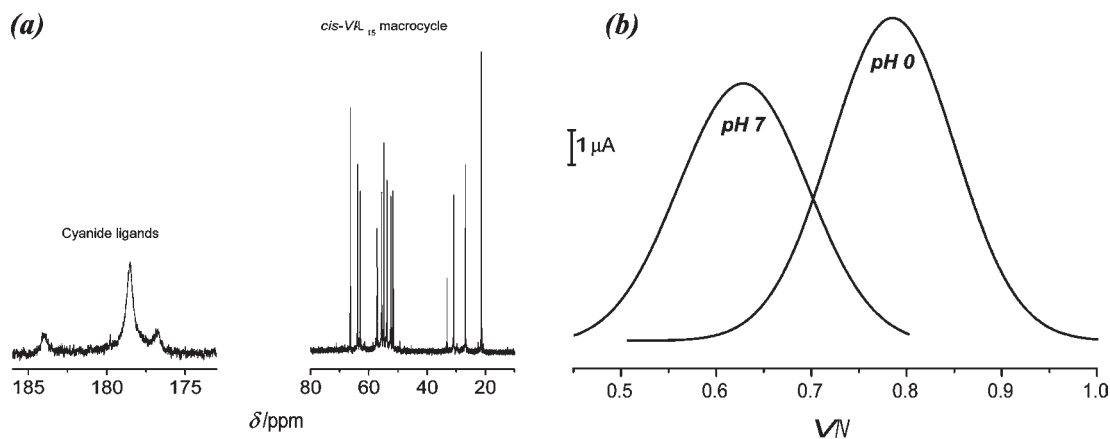 (a)
cis-VL15 macrocycle
Cyanide ligands
185 180 175
80 60 40 20
δ/ppm
(b)
pH 0
pH 7
1 μA
0.5 0.6 0.7 0.8 0.9 1.0
V/V